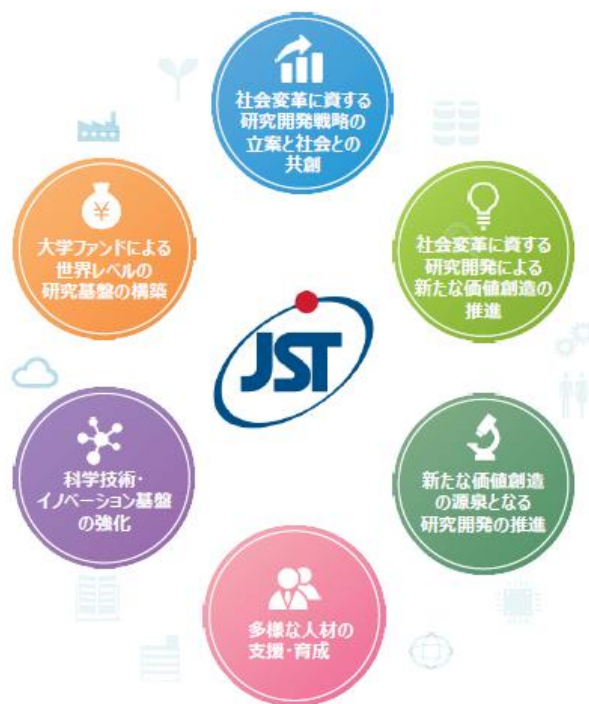 社会変革に資する
研究開発戦略の
立案と社会との
共創
社会変革に資する
研究開発による
新たな価値創造の
推進
新たな価値創造
の源泉となる
研究開発の推進
多様な人材の
支援・育成
科学技術・
イノベーション基盤
の強化
¥
大学ファンドによる
世界レベルの
研究基盤の構築
JST